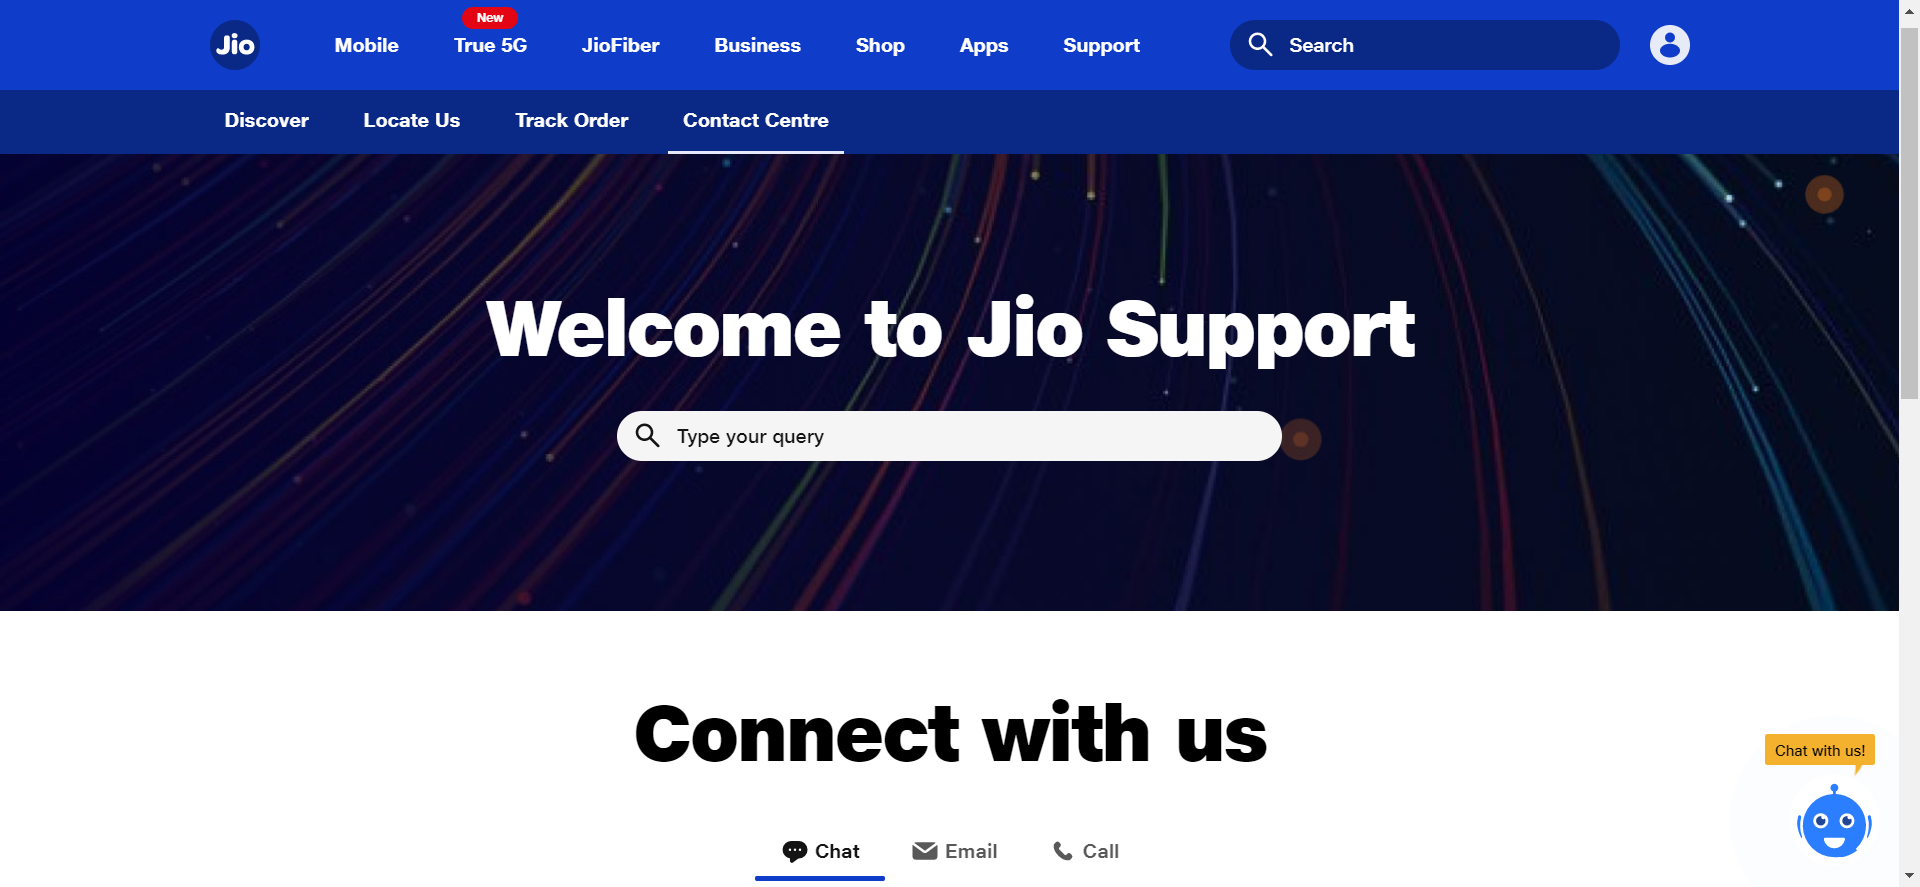 New
Jio Mobile True 5G JioFiber Business Shop Apps Support Search
Discover Locate Us Track Order Contact Centre
Welcome to Jio Support
Type your query
Connect with us
Chat with us!
Chat Email Call